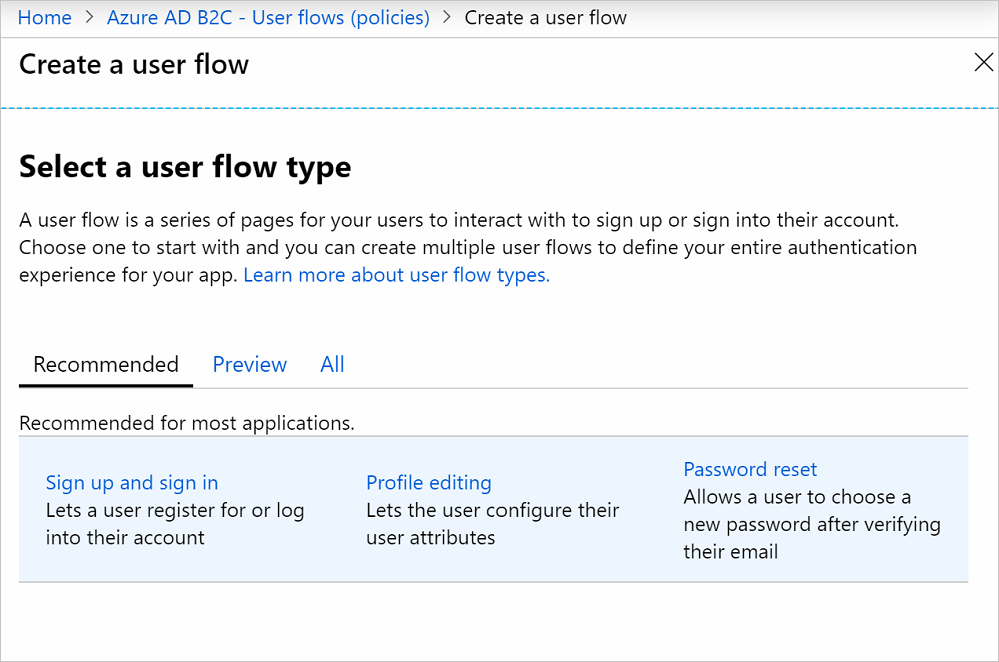 Home > Azure AD B2C - User flows (policies) > Create a user flow
Create a user flow
Select a user flow type
A user flow is a series of pages for your users to interact with to sign up or sign into their account.
Choose one to start with and you can create multiple user flows to define your entire authentication
experience for your app. Learn more about user flow types.
Recommended Preview All
Recommended for most applications.
Sign up and sign in
Lets a user register for or log
into their account
Profile editing
Lets the user configure their
user attributes
Password reset
Allows a user to choose a
new password after verifying
their email